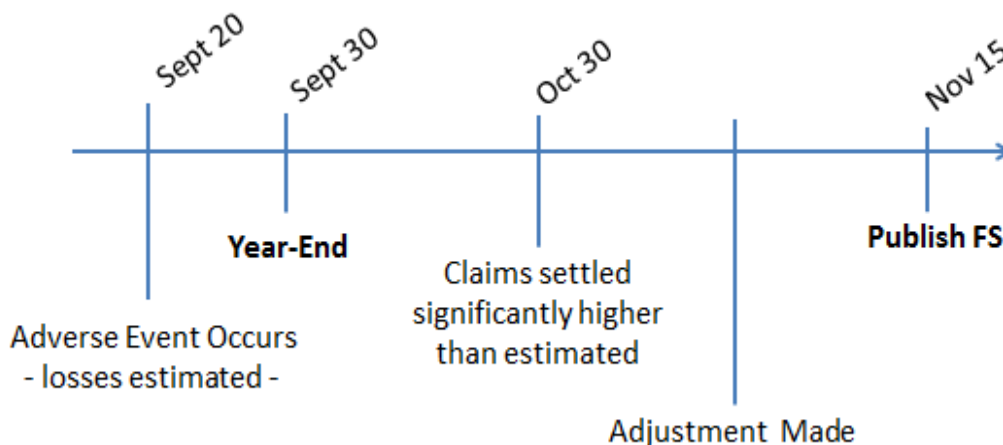 Sept 20
Sept 30
Oct 30
Nov 15
Year-End
Publish FS
Claims settled
significantly higher
than estimated
Adverse Event Occurs
- losses estimated -
Adjustment Made